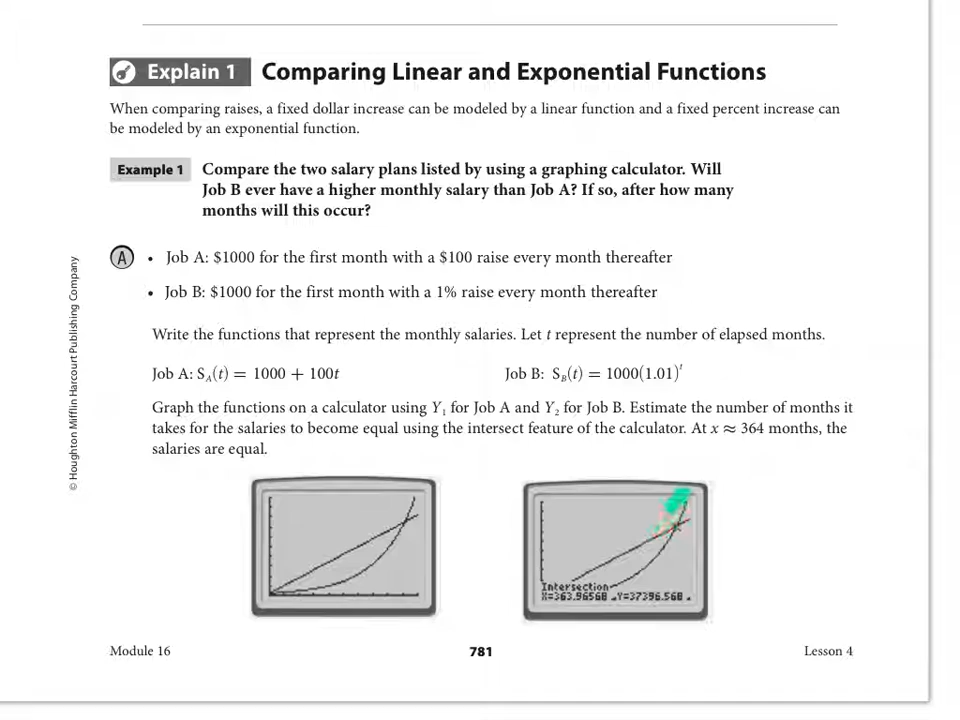 Explain 1 Comparing Linear and Exponential Functions
When comparing raises, a fixed dollar increase can be modeled by a linear function and a fixed percent increase can
be modeled by an exponential function.
Example 1 Compare the two salary plans listed by using a graphing calculator. Will
Job B ever have a higher monthly salary than Job A? If so, after how many
months will this occur?
A • Job A: $1000 for the first month with a $100 raise every month thereafter
• Job B: $1000 for the first month with a 1% raise every month thereafter
Write the functions that represent the monthly salaries. Let t represent the number of elapsed months.
Job A: S_A(t) = 1000 + 100t Job B: S_B(t) = 1000(1.01)^t
Graph the functions on a calculator using Y₁ for Job A and Y₂ for Job B. Estimate the number of months it
takes for the salaries to become equal using the intersect feature of the calculator. At x ≈ 364 months, the
salaries are equal.
Intersection
X=363.96568 Y=37396.568
© Houghton Mifflin Harcourt Publishing Company
Module 16 781 Lesson 4